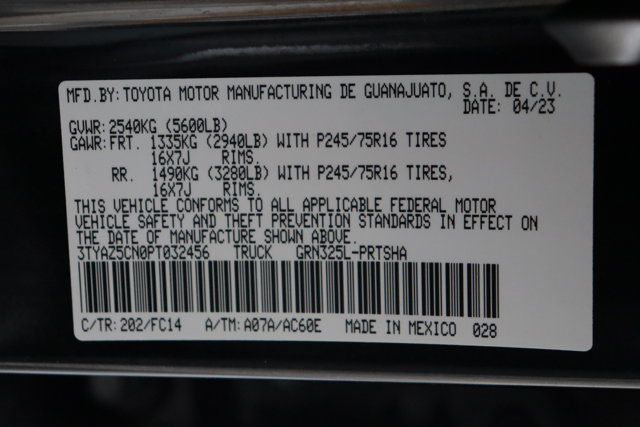 MFD.BY:TOYOTA MOTOR MANUFACTURING DE GUANAJUATO, S.A. DE C.V.
DATE: 04/23
GVWR:2540KG (5600LB)
GAWR:FRT. 1335KG (2940LB) WITH P245/75R16 TIRES
16X7J RIMS.
RR. 1490KG (3280LB) WITH P245/75R16 TIRES,
16X7J RIMS.
THIS VEHICLE CONFORMS TO ALL APPLICABLE FEDERAL MOTOR
VEHICLE SAFETY AND THEFT PREVENTION STANDARDS IN EFFECT ON
THE DATE OF MANUFACTURE SHOWN ABOVE.
3TYAZ5CN0PT032456 TRUCK GRN325L-PRTSHA
C/TR:202/FC14 A/TM:A07A/AC60E MADE IN MEXICO 028